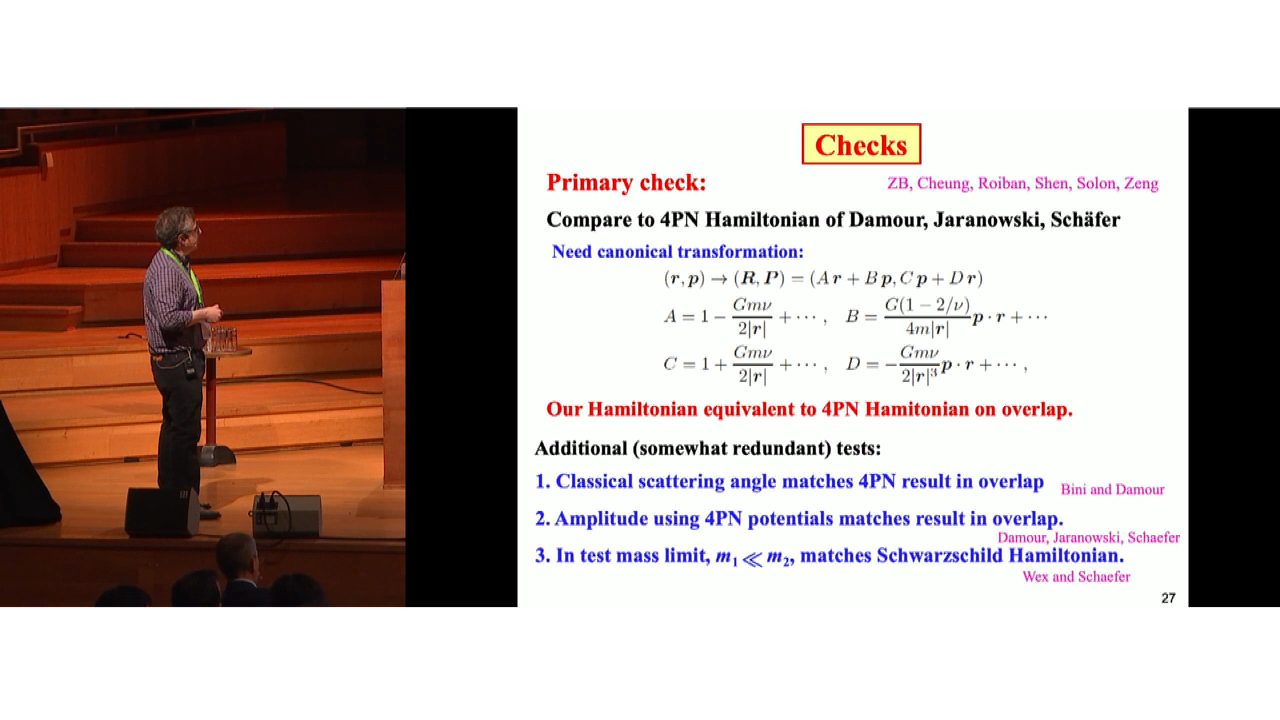 Checks
Primary check:
ZB, Cheung, Roiban, Shen, Solon, Zeng
Compare to 4PN Hamiltonian of Damour, Jaranowski, Schäfer
Need canonical transformation:
(r, p) → (R, P) = (A r + B p, C p + D r)
A = 1 − Gmν/2|r| + ⋯ , B = G(1 − 2/ν)/4m|r| p · r + ⋯
C = 1 + Gmν/2|r| + ⋯ , D = − Gmν/2|r|³ p · r + ⋯ ,
Our Hamiltonian equivalent to 4PN Hamitonian on overlap.
Additional (somewhat redundant) tests:
1. Classical scattering angle matches 4PN result in overlap
Bini and Damour
2. Amplitude using 4PN potentials matches result in overlap.
Damour, Jaranowski, Schaefer
3. In test mass limit, m₁ ≪ m₂, matches Schwarzschild Hamiltonian.
Wex and Schaefer
27